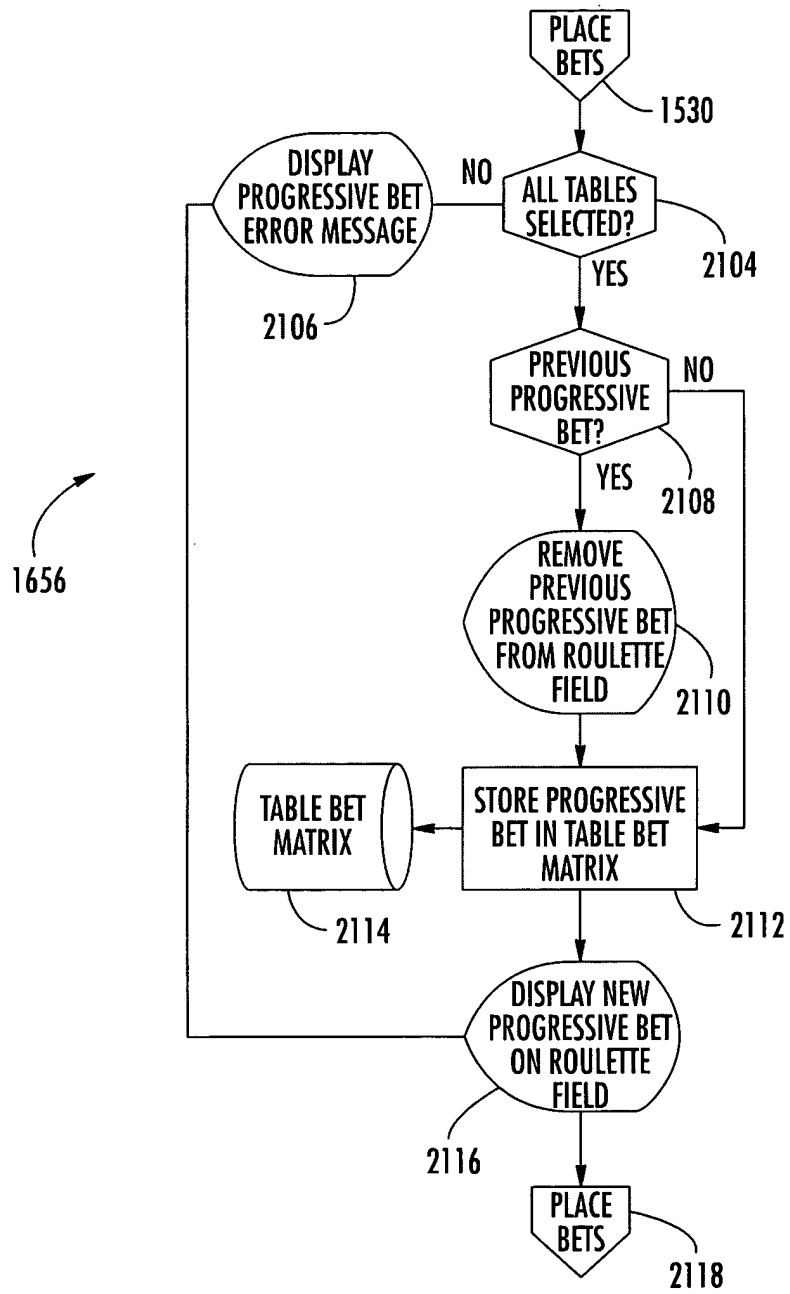 PLACE
BETS
1530
DISPLAY
PROGRESSIVE BET
ERROR MESSAGE
2106
NO
ALL TABLES
SELECTED?
2104
YES
PREVIOUS
PROGRESSIVE
BET?
NO
2108
YES
1656
REMOVE
PREVIOUS
PROGRESSIVE BET
FROM ROULETTE
FIELD
2110
TABLE BET
MATRIX
2114
STORE PROGRESSIVE
BET IN TABLE BET
MATRIX
2112
DISPLAY NEW
PROGRESSIVE BET
ON ROULETTE
FIELD
2116
PLACE
BETS
2118